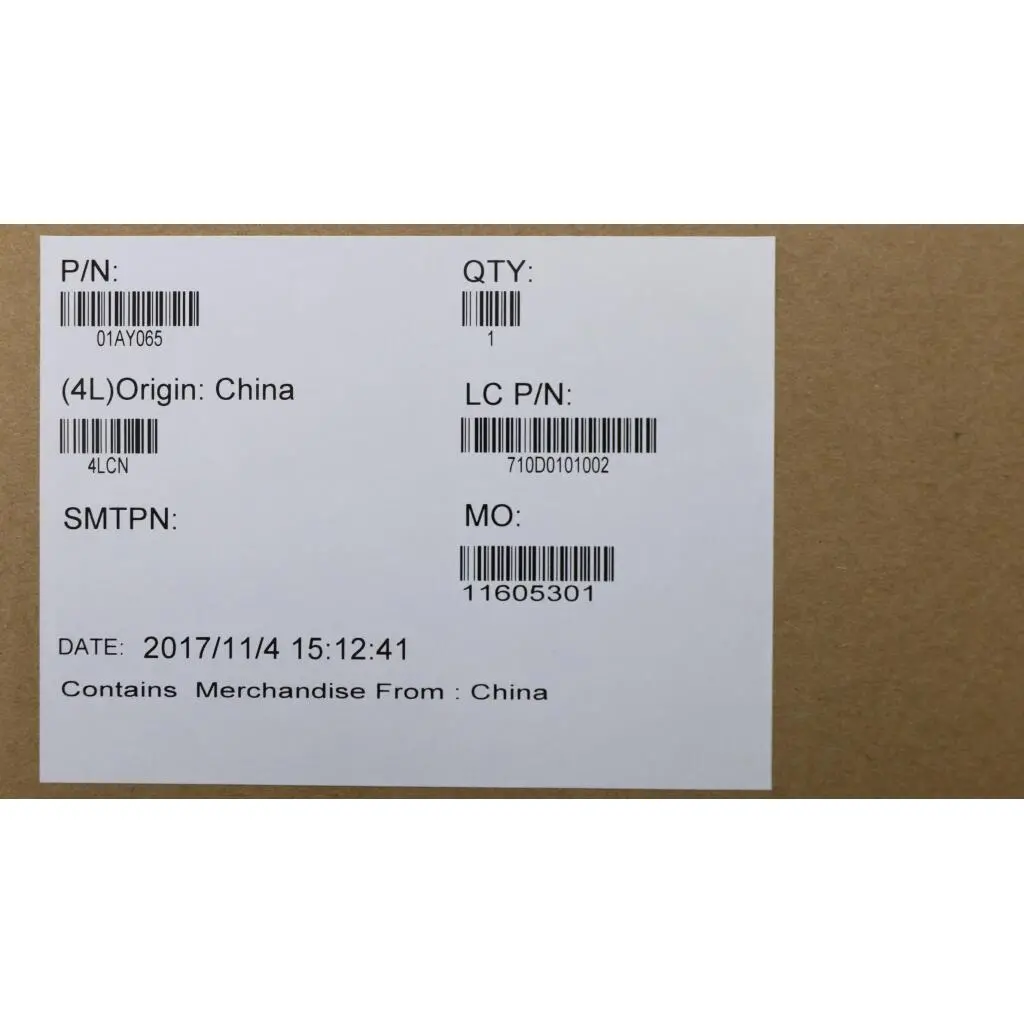 P/N:
01AY065
QTY:
1
(4L)Origin: China
4LCN
LC P/N:
710D0101002
SMTPN:
MO:
11605301
DATE: 2017/11/4 15:12:41
Contains Merchandise From : China